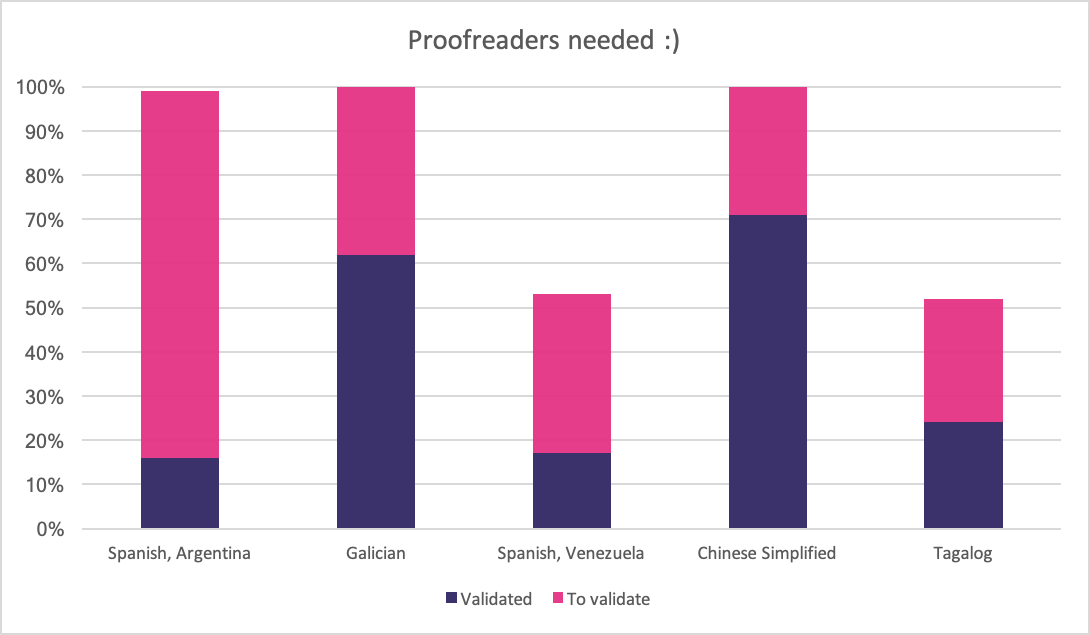 Proofreaders needed :)
100%
90%
80%
70%
60%
50%
40%
30%
20%
10%
0%
Spanish, Argentina
Galician
Spanish, Venezuela
Chinese Simplified
Tagalog
Validated
To validate